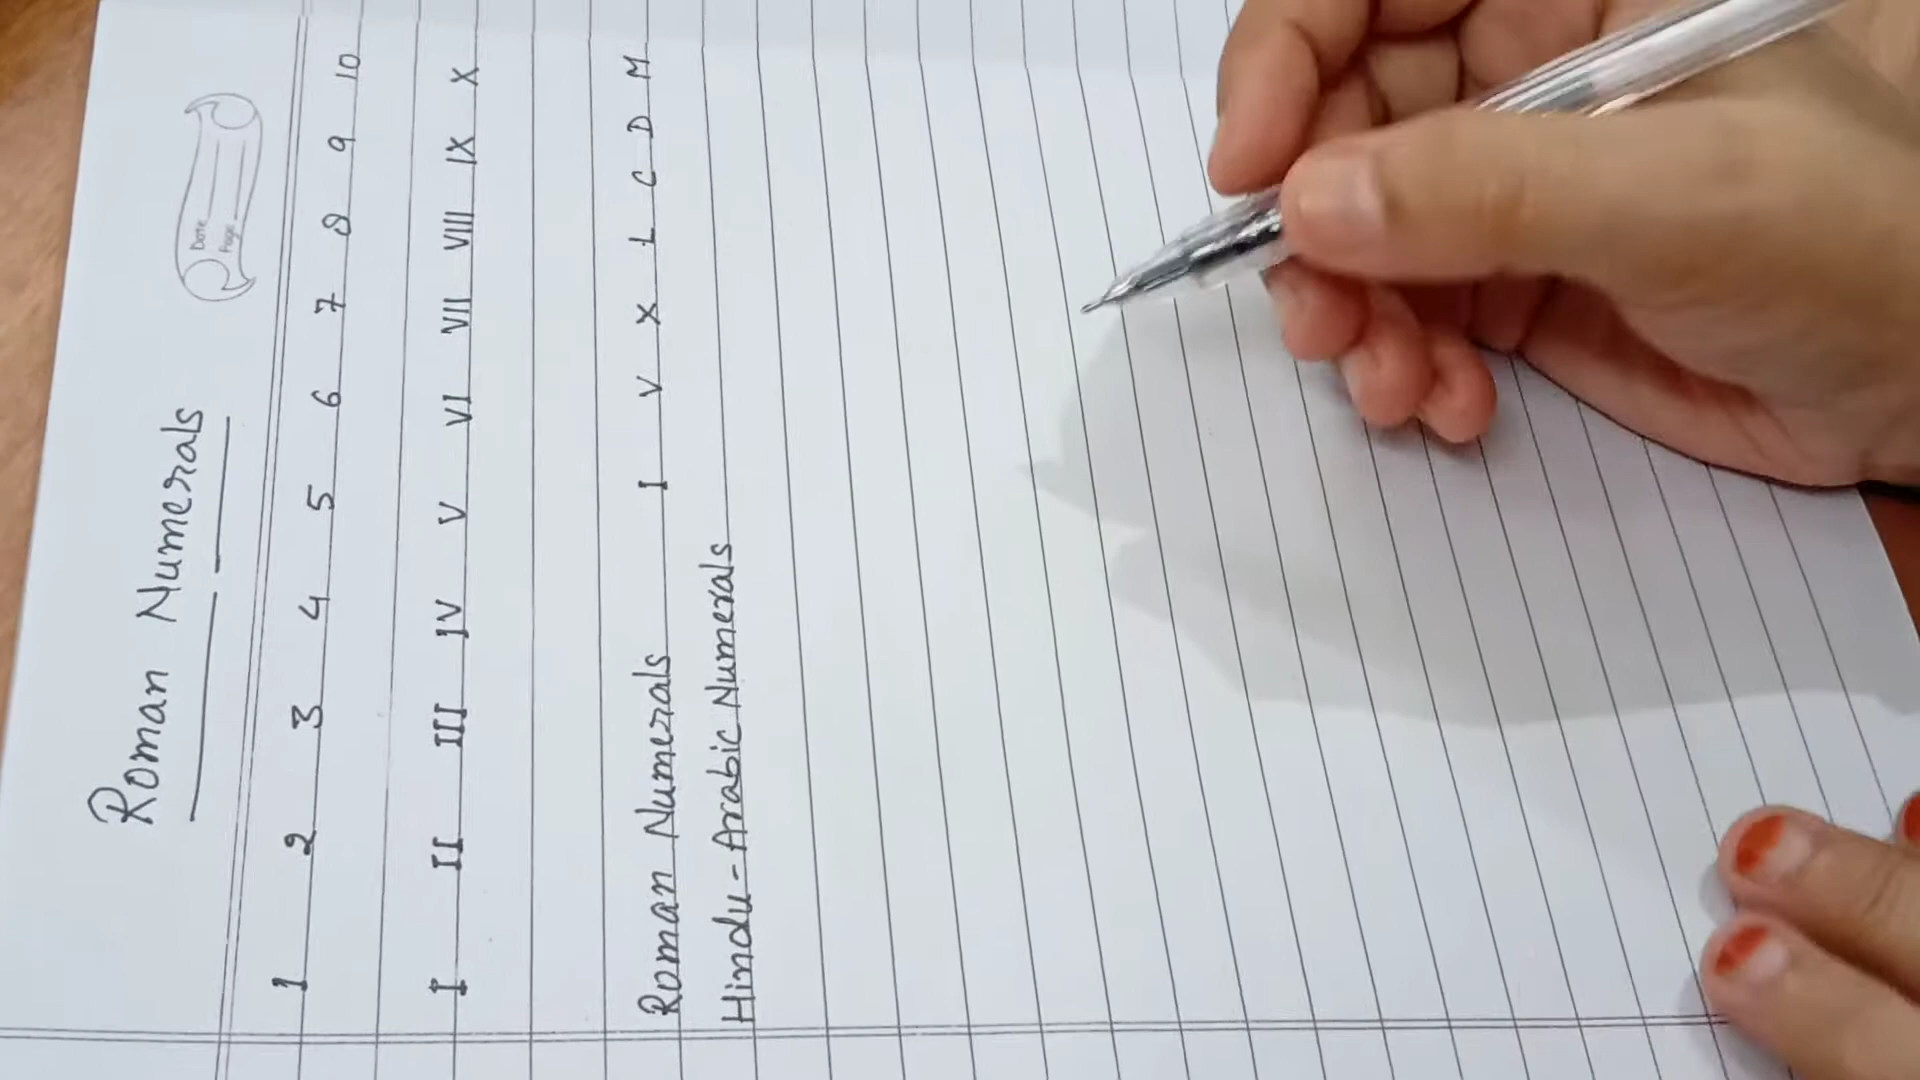 Date
Page
Roman Numerals
1 2 3 4 5 6 7 8 9 10
I II III IV V VI VII VIII IX X
Roman Numerals I V X L C D M
Hindu-Arabic Numerals